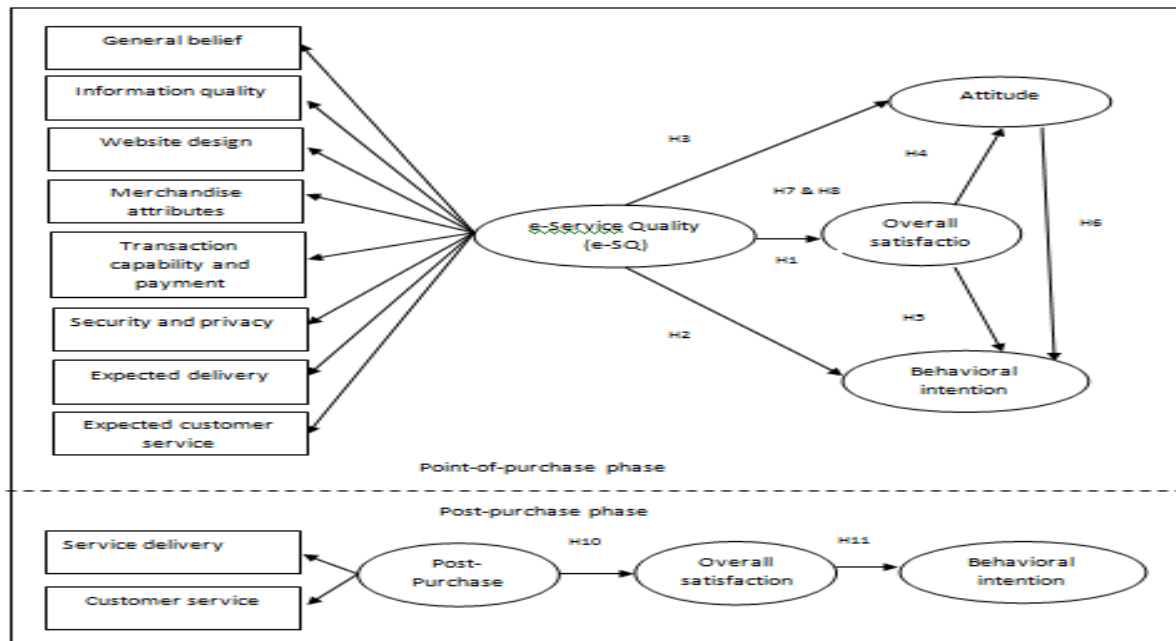 General belief
Information quality
Website design
Merchandise
attributes
Transaction
capability and
payment
Security and privacy
Expected delivery
Expected customer
service
e-Service Quality
(e-SQ)
H3
H7 & H8
H1
H2
Attitude
H4
Overall
satisfactio
H6
H5
Behavioral
intention
Point-of-purchase phase
Post-purchase phase
Service delivery
Customer service
Post-
Purchase
H10
Overall
satisfaction
H11
Behavioral
intention